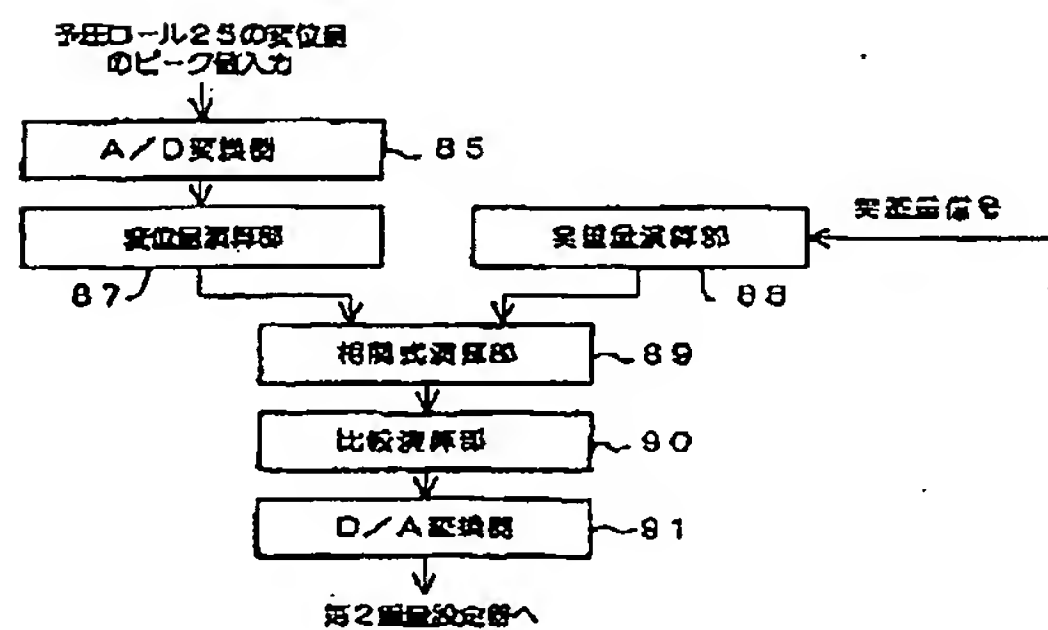 予圧ロール25の変位量
のピーク値入力
A/D変換器
85
変位量演算部
実重量演算部
実重量信号
87
88
相関式演算部
89
比較演算部
90
D/A変換器
91
第2重量設定器へ